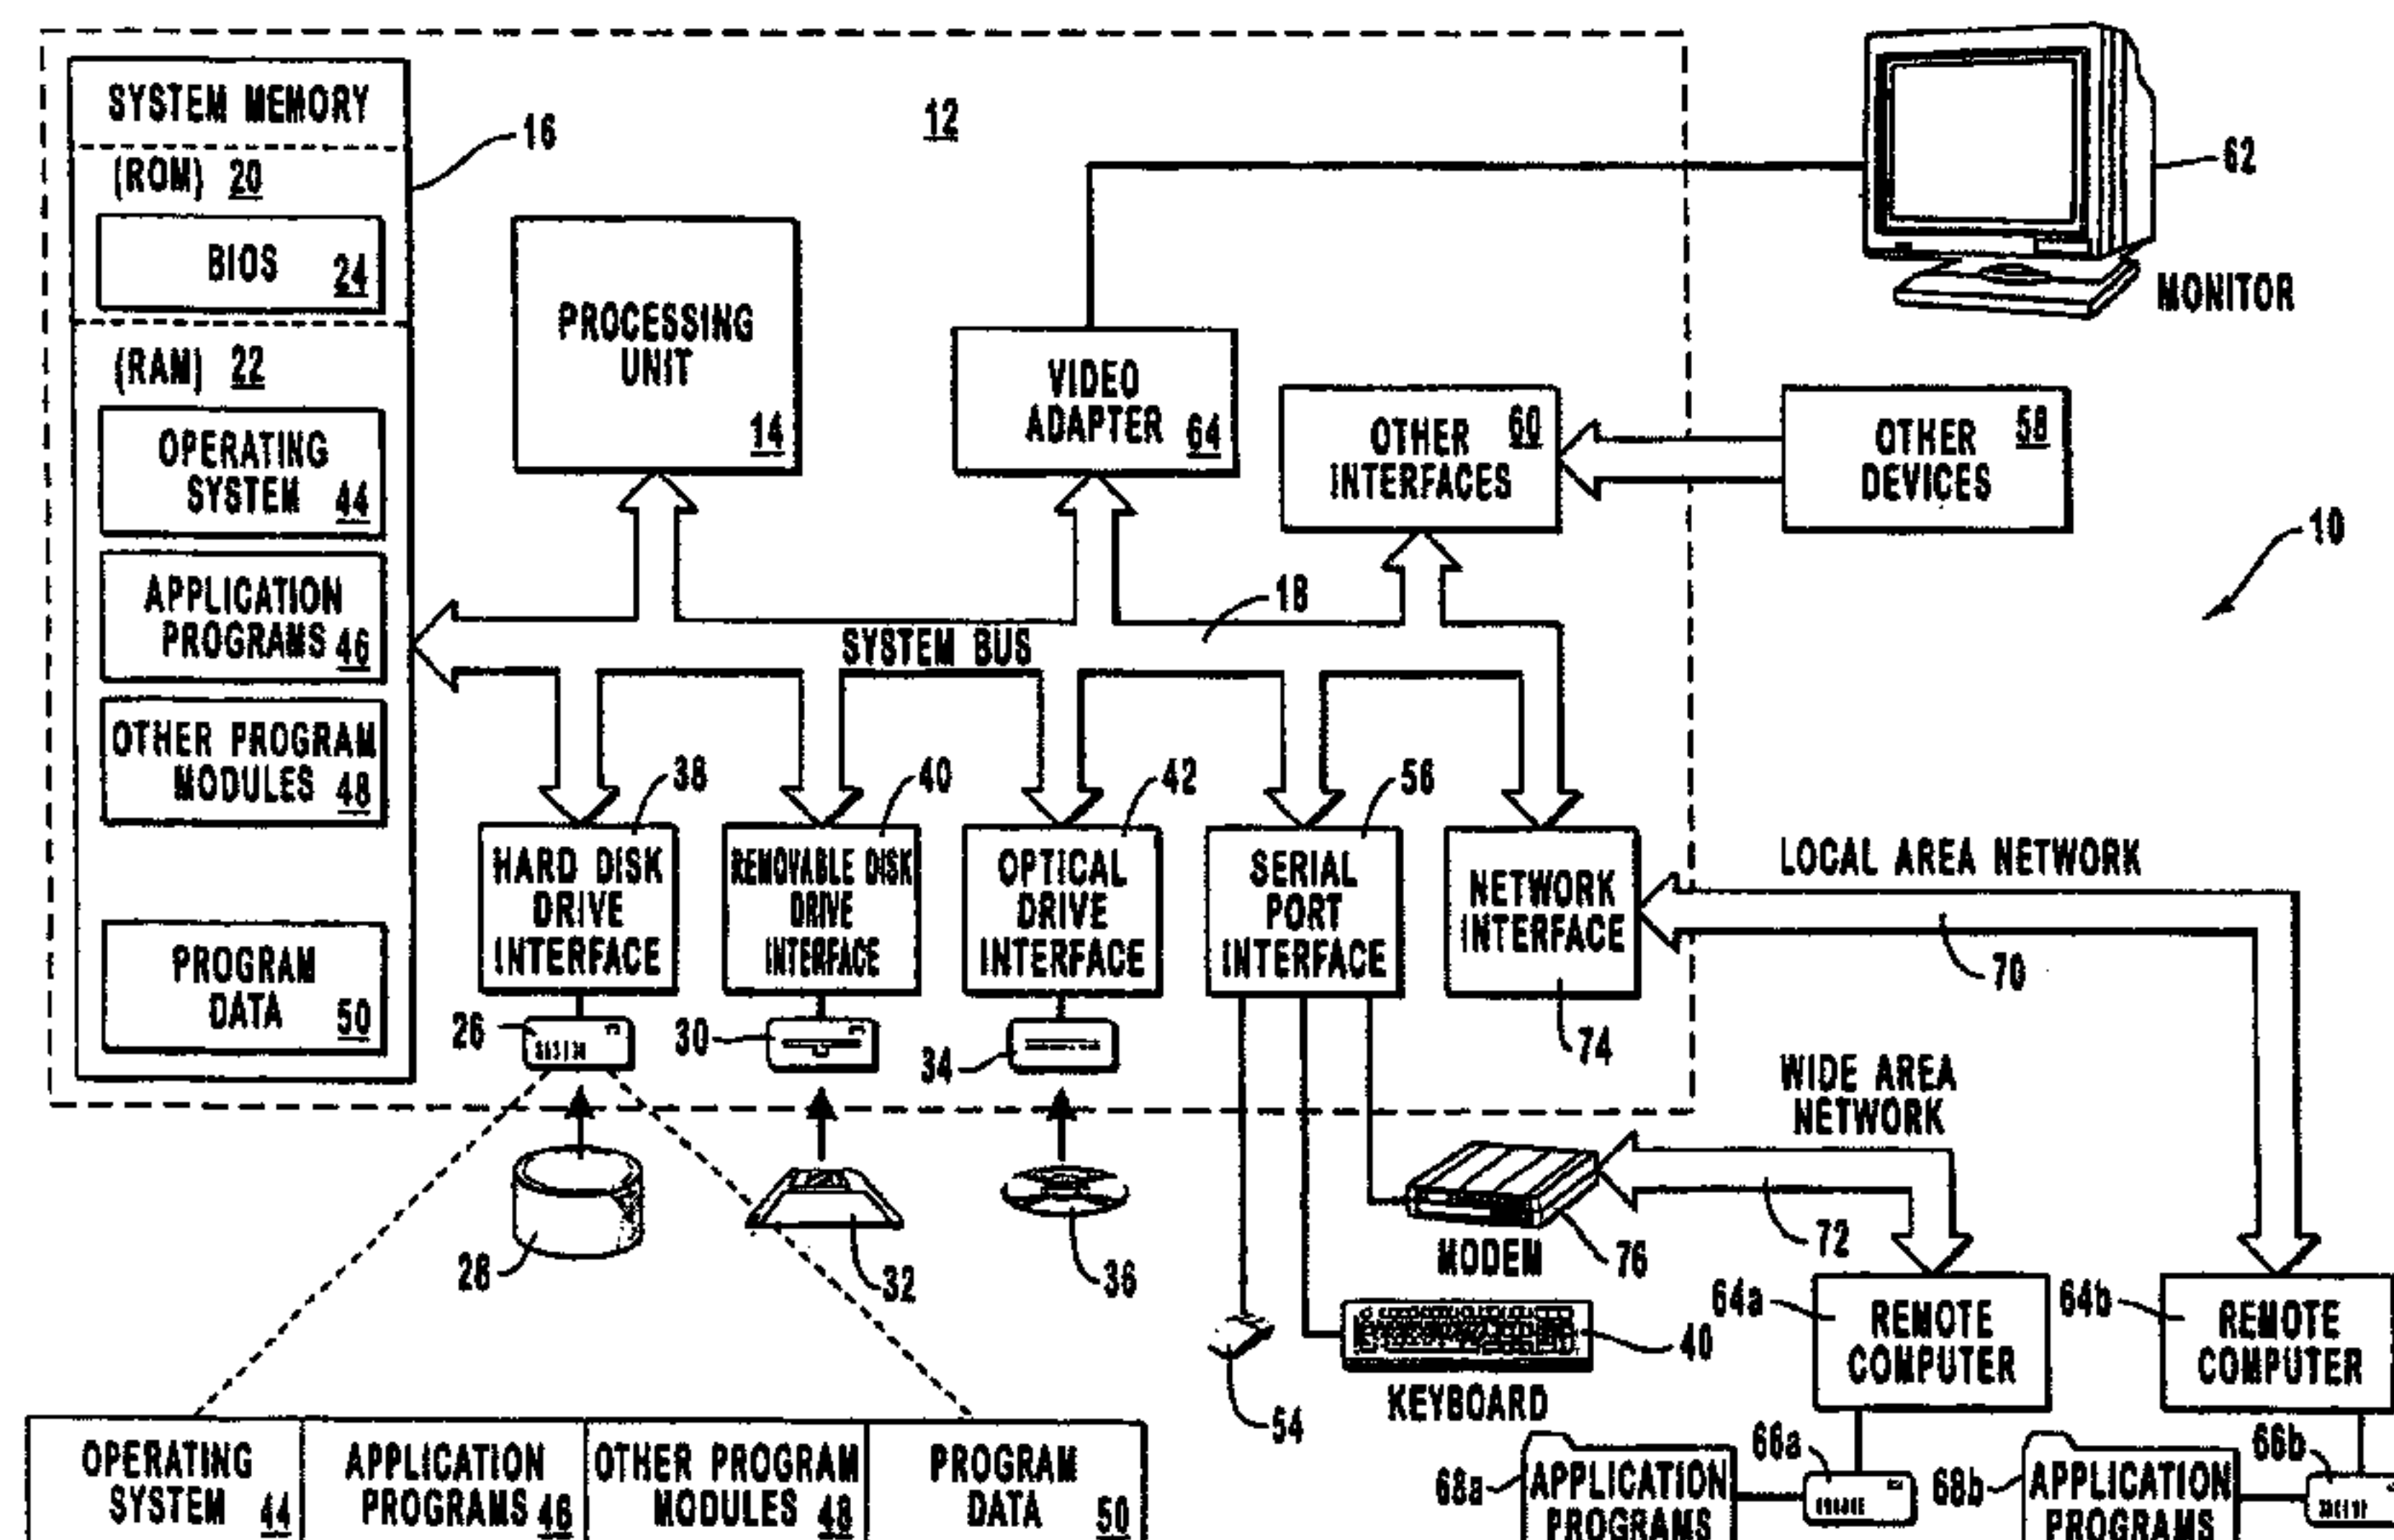 SYSTEM MEMORY
(ROM) 20
BIOS 24
(RAM) 22
OPERATING
SYSTEM 44
APPLICATION
PROGRAMS 46
OTHER PROGRAM
MODULES 48
PROGRAM
DATA 50
16
12
PROCESSING
UNIT
14
VIDEO
ADAPTER 64
OTHER 60
INTERFACES
OTHER 58
DEVICES
62
MONITOR
10
18
SYSTEM BUS
38
HARD DISK
DRIVE
INTERFACE
40
REMOVABLE DISK
DRIVE
INTERFACE
42
OPTICAL
DRIVE
INTERFACE
56
SERIAL
PORT
INTERFACE
NETWORK
INTERFACE
74
LOCAL AREA NETWORK
70
26
30
34
28
32
36
WIDE AREA
NETWORK
72
MODEM
76
54
40
KEYBOARD
64a
REMOTE
COMPUTER
64b
REMOTE
COMPUTER
OPERATING
SYSTEM 44
APPLICATION
PROGRAMS 46
OTHER PROGRAM
MODULES 48
PROGRAM
DATA 50
66a
68a
APPLICATION
PROGRAMS
66b
68b
APPLICATION
PROGRAMS